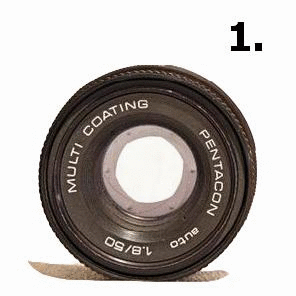 1.
MULTI COATING
PENTACON auto 1.8/50